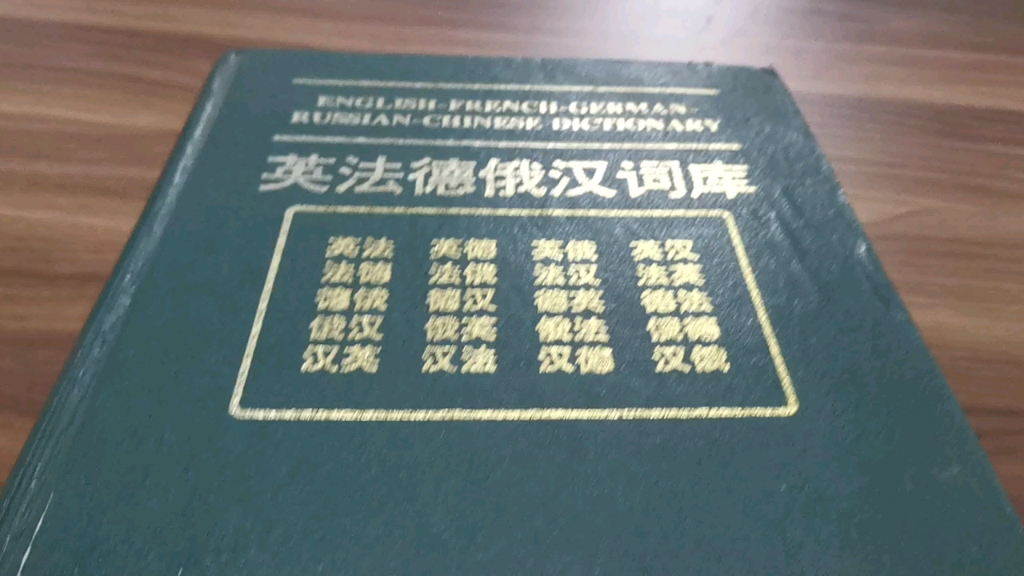 ENGLISH-FRENCH-GERMAN-
RUSSIAN-CHINESE DICTIONARY
英法德俄汉词库
英法 英德 英俄 英汉
法德 法俄 法汉 法英
德俄 德汉 德英 德法
俄汉 俄英 俄法 俄德
汉英 汉法 汉德 汉俄